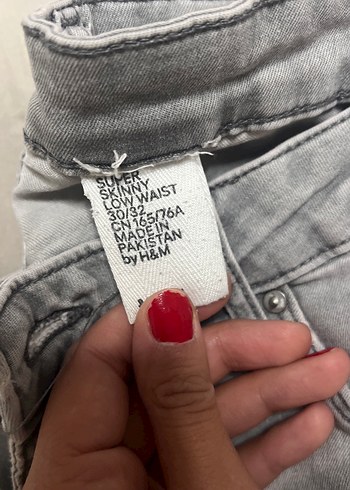 SUPER
SKINNY
LOW WAIST
30/32
CN 165/76A
MADE IN
PAKISTAN
by H&M